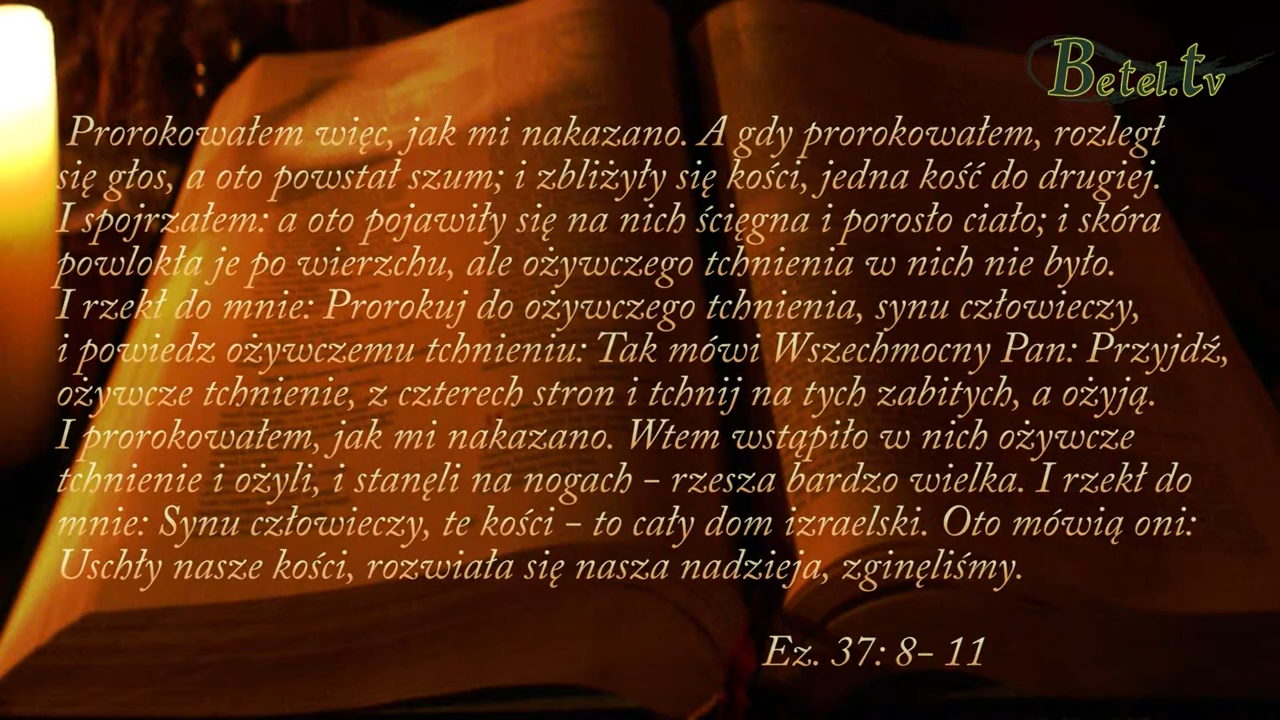 Betel.tv
Prorokowałem więc, jak mi nakazano. A gdy prorokowałem, rozległ
się głos, a oto powstał szum; i zbliżyły się kości, jedna kość do drugiej.
I spojrzałem: a oto pojawiły się na nich ścięgna i porosło ciało; i skóra
powlokła je po wierzchu, ale ożywczego tchnienia w nich nie było.
I rzekł do mnie: Prorokuj do ożywczego tchnienia, synu człowieczy,
i powiedz ożywczemu tchnieniu: Tak mówi Wszechmocny Pan: Przyjdź,
ożywcze tchnienie, z czterech stron i tchnij na tych zabitych, a ożyją.
I prorokowałem, jak mi nakazano. Wtem wstąpiło w nich ożywcze
tchnienie i ożyli, i stanęli na nogach – rzesza bardzo wielka. I rzekł do
mnie: Synu człowieczy, te kości – to cały dom izraelski. Oto mówią oni:
Uschły nasze kości, rozwiała się nasza nadzieja, zginęliśmy.
Ez. 37: 8– 11